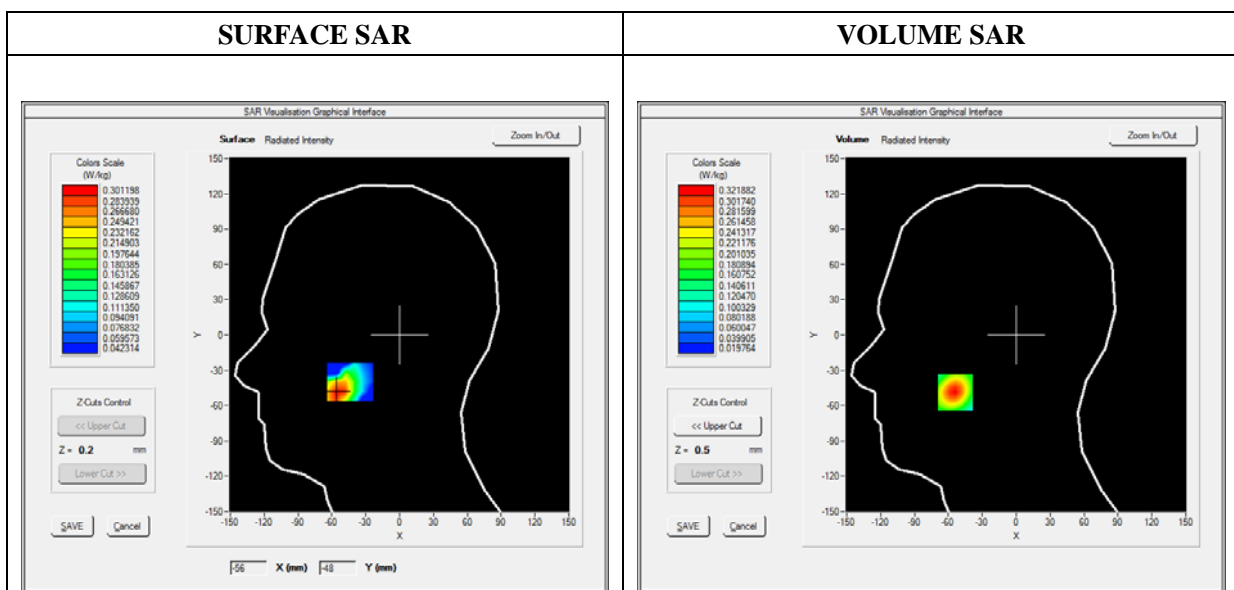 SURFACE SAR
VOLUME SAR
SAR Visualisation Graphical Interface
Surface Radiated Intensity
Zoom In/Out
Colors Scale
(W/kg)
0.301198
0.283939
0.266680
0.249421
0.232162
0.214903
0.197644
0.180385
0.163126
0.145867
0.128609
0.111350
0.094091
0.076832
0.059573
0.042314
150
120
90
60
30
0
-30
-60
-90
-120
-150
Y
-150 -120 -90 -60 -30 0 30 60 90 120 150
X
Z-Cuts Control
<< Upper Cut
Z = 0.2 mm
Lower Cut >>
SAVE Cancel
-56 X (mm) -48 Y (mm)
SAR Visualisation Graphical Interface
Volume Radiated Intensity
Zoom In/Out
Colors Scale
(W/kg)
0.321882
0.301740
0.281599
0.261458
0.241317
0.221176
0.201035
0.180894
0.160752
0.140611
0.120470
0.100329
0.080188
0.060047
0.039905
0.019764
150
120
90
60
30
0
-30
-60
-90
-120
-150
Y
-150 -120 -90 -60 -30 0 30 60 90 120 150
X
Z-Cuts Control
<< Upper Cut
Z = 0.5 mm
Lower Cut >>
SAVE Cancel